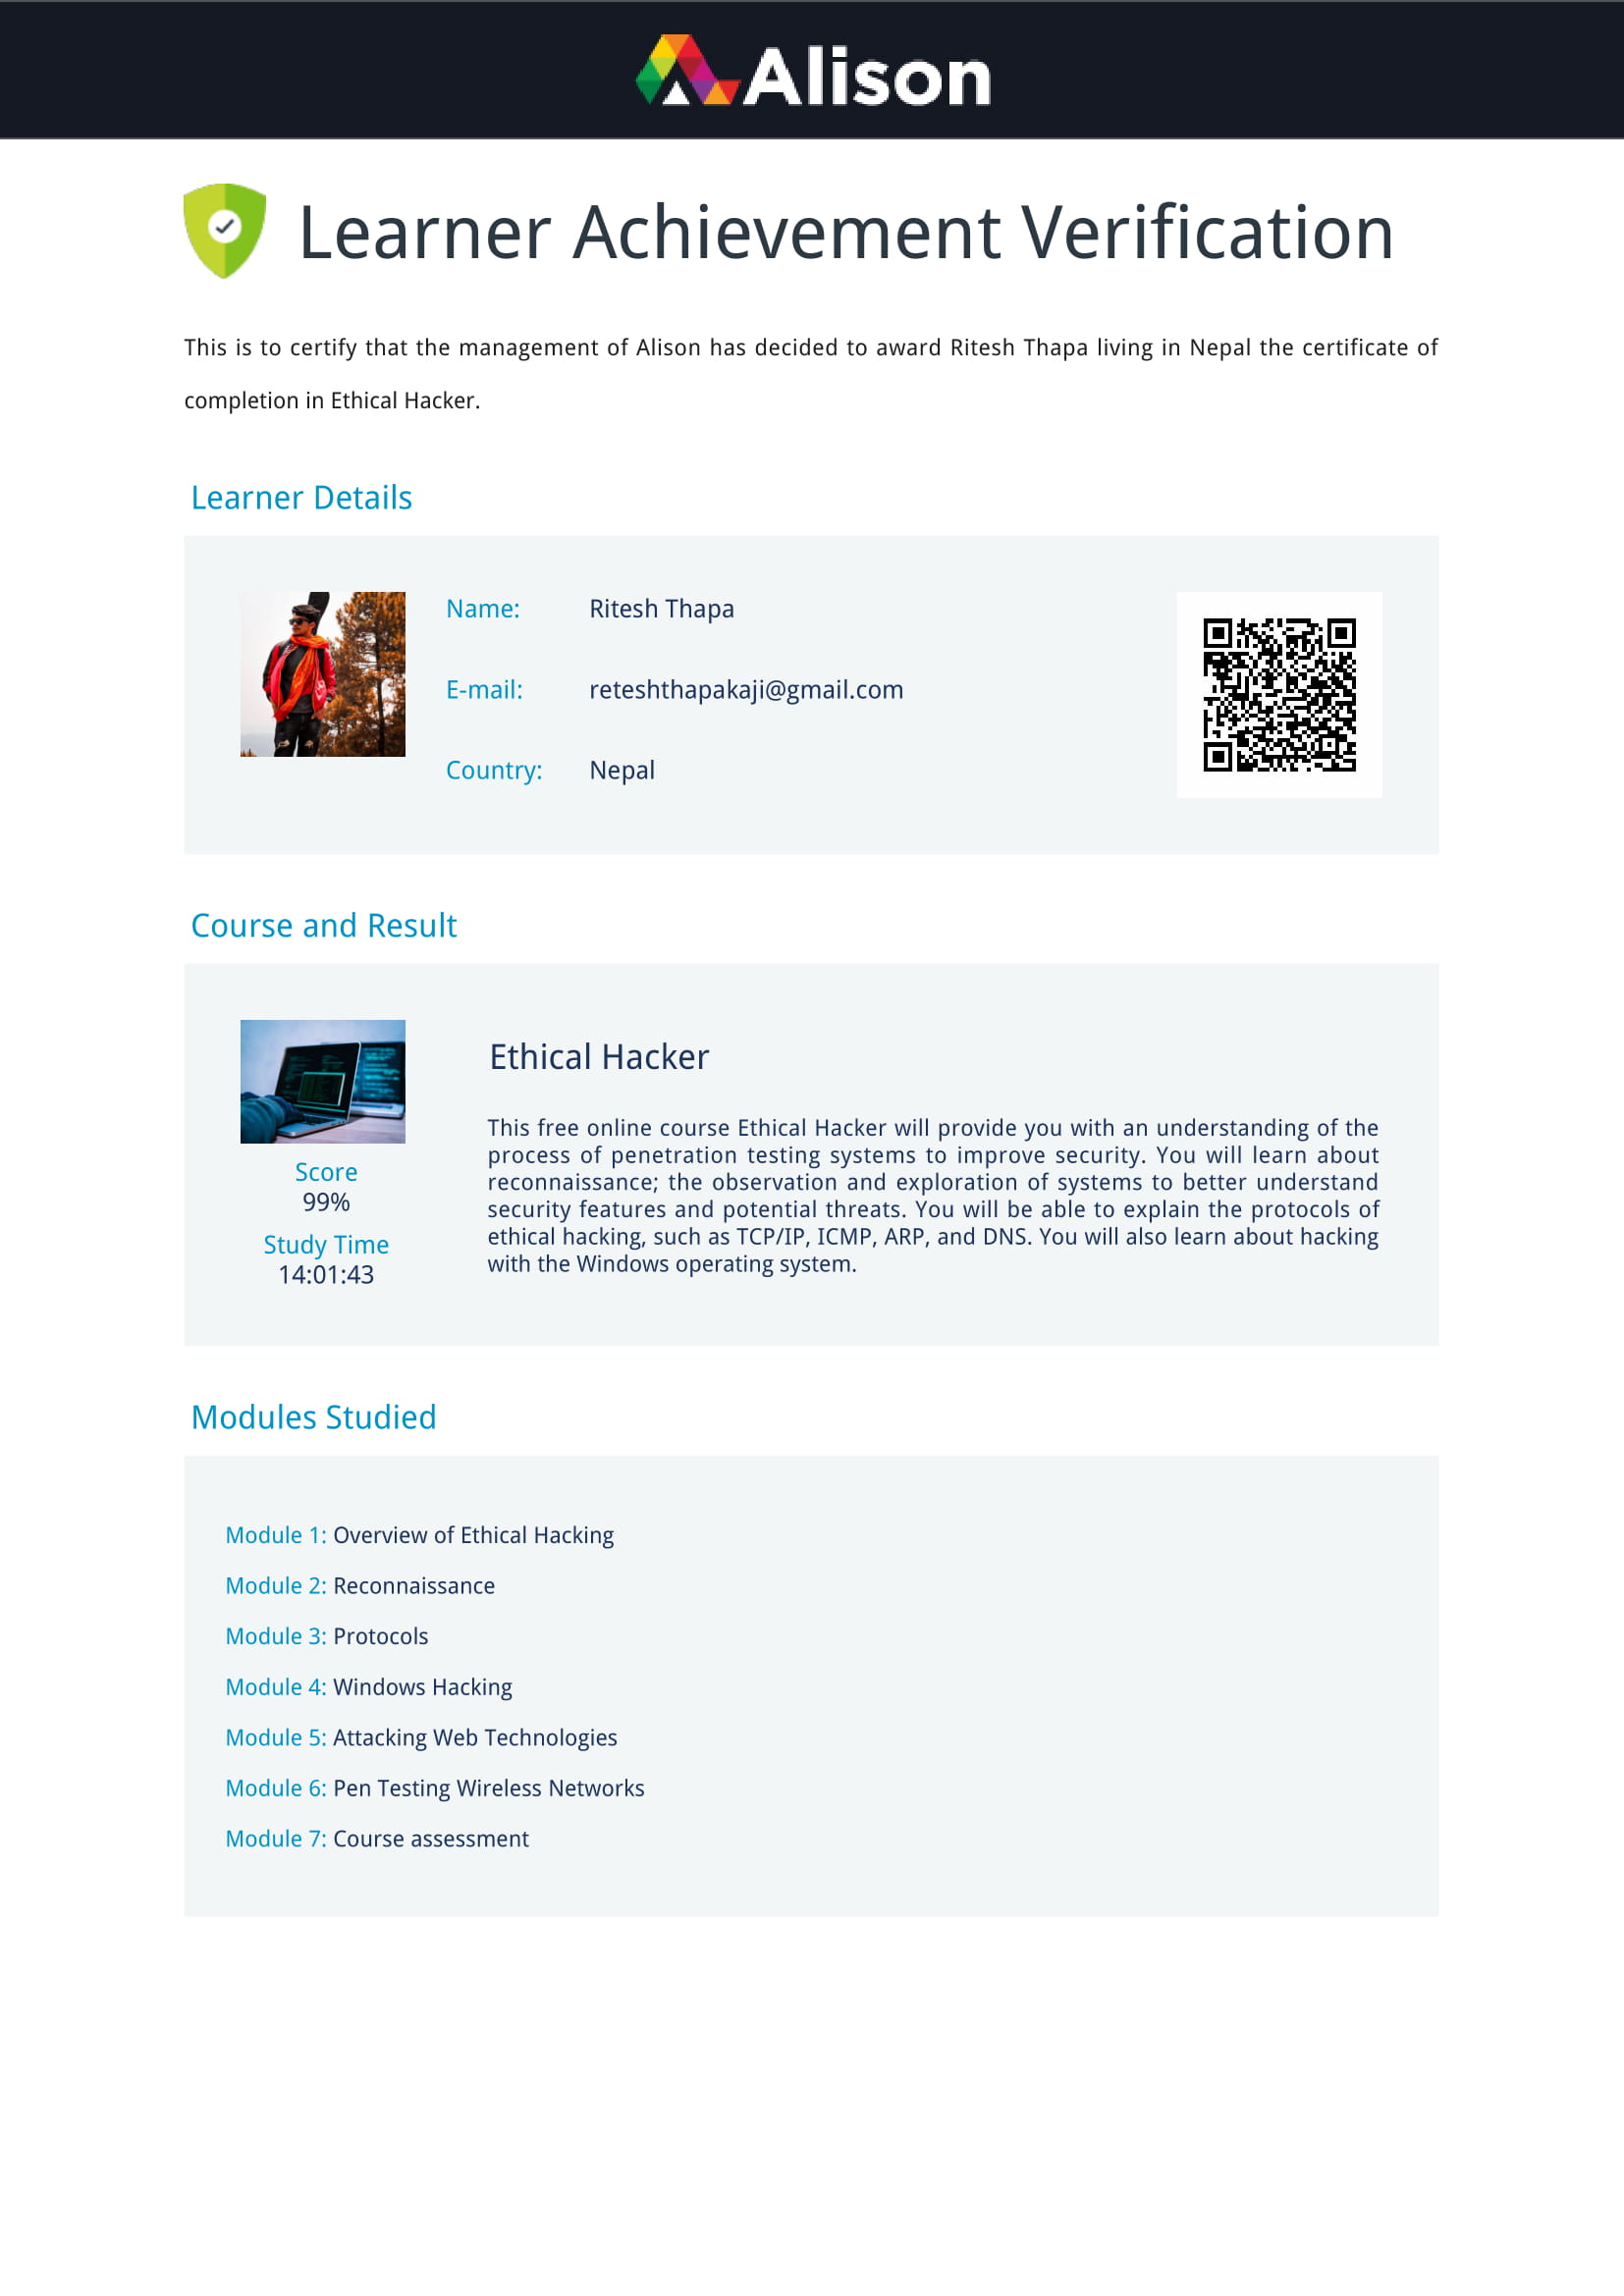 Alison
Learner Achievement Verification
This is to certify that the management of Alison has decided to award Ritesh Thapa living in Nepal the certificate of
completion in Ethical Hacker.
Learner Details
Name: Ritesh Thapa
E-mail: reteshthapakaji@gmail.com
Country: Nepal
Course and Result
Score
99%
Study Time
14:01:43
Ethical Hacker
This free online course Ethical Hacker will provide you with an understanding of the
process of penetration testing systems to improve security. You will learn about
reconnaissance; the observation and exploration of systems to better understand
security features and potential threats. You will be able to explain the protocols of
ethical hacking, such as TCP/IP, ICMP, ARP, and DNS. You will also learn about hacking
with the Windows operating system.
Modules Studied
Module 1: Overview of Ethical Hacking
Module 2: Reconnaissance
Module 3: Protocols
Module 4: Windows Hacking
Module 5: Attacking Web Technologies
Module 6: Pen Testing Wireless Networks
Module 7: Course assessment